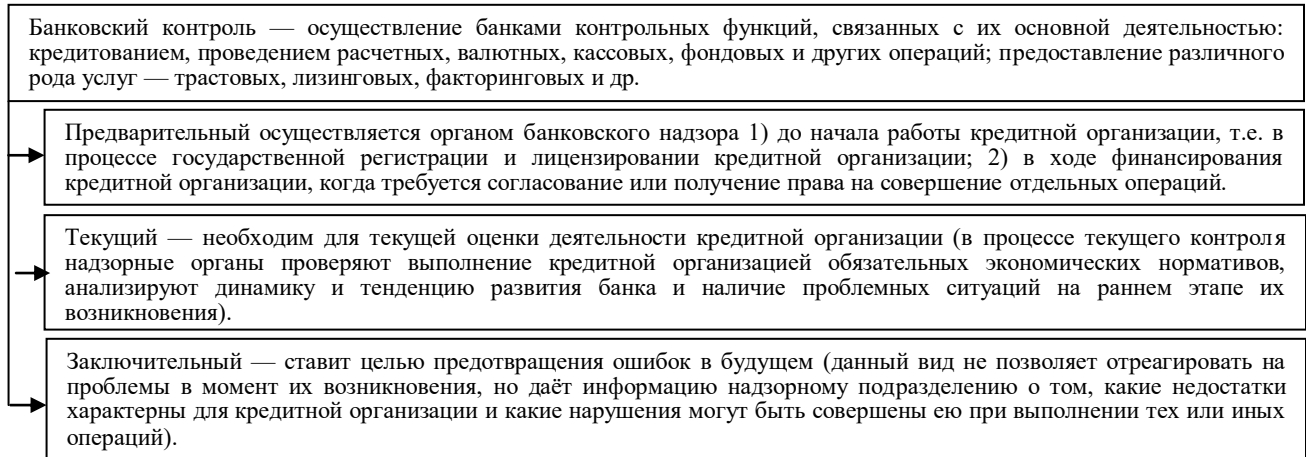 Банковский контроль — осуществление банками контрольных функций, связанных с их основной деятельностью:
кредитованием, проведением расчетных, валютных, кассовых, фондовых и других операций; предоставление различного
рода услуг — трастовых, лизинговых, факторинговых и др.
Предварительный осуществляется органом банковского надзора 1) до начала работы кредитной организации, т.е. в
процессе государственной регистрации и лицензировании кредитной организации; 2) в ходе финансирования
кредитной организации, когда требуется согласование или получение права на совершение отдельных операций.
Текущий — необходим для текущей оценки деятельности кредитной организации (в процессе текущего контроля
надзорные органы проверяют выполнение кредитной организацией обязательных экономических нормативов,
анализируют динамику и тенденцию развития банка и наличие проблемных ситуаций на раннем этапе их
возникновения).
Заключительный — ставит целью предотвращения ошибок в будущем (данный вид не позволяет отреагировать на
проблемы в момент их возникновения, но даёт информацию надзорному подразделению о том, какие недостатки
характерны для кредитной организации и какие нарушения могут быть совершены ею при выполнении тех или иных
операций).